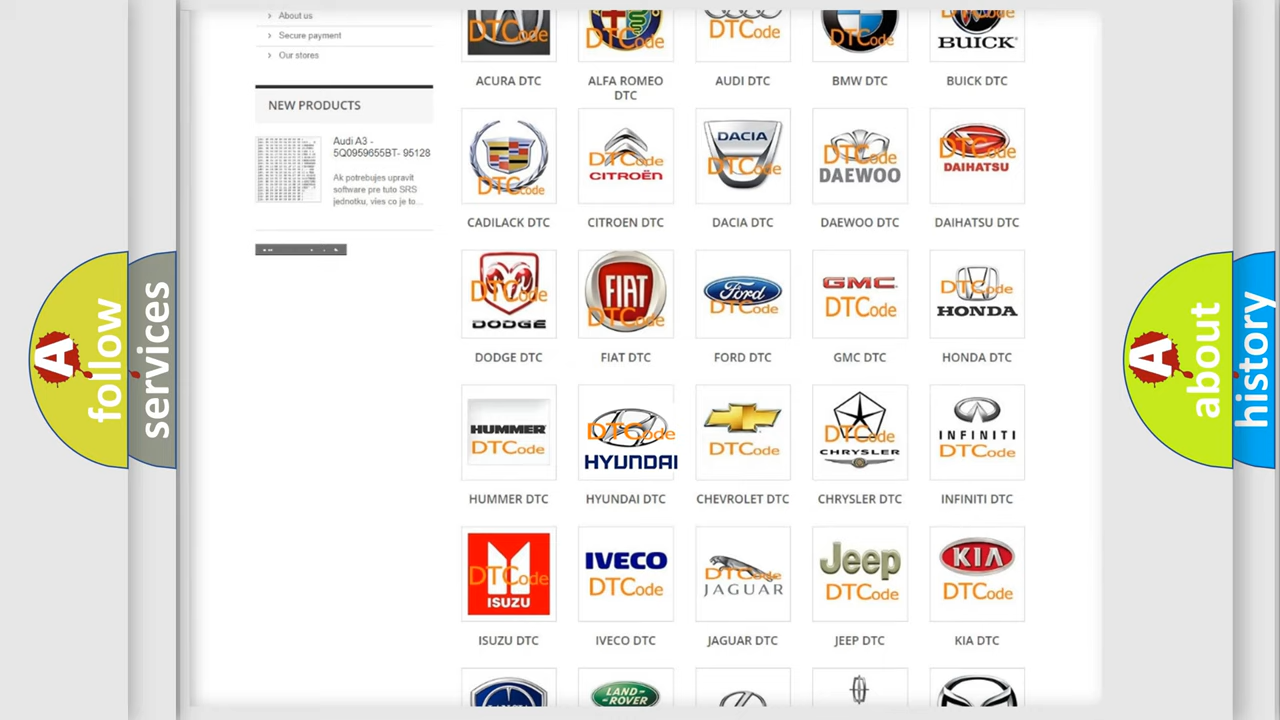 About us
Secure payment
Our stores
NEW PRODUCTS
Audi A3 -
5Q0959655BT- 95128
Ak potrebujes upravit
software pre tuto SRS
jednotku, vies co je to...
DTCode
DTCode
DTCode
DTCode
BUICK
ACURA DTC
ALFA ROMEO
DTC
AUDI DTC
BMW DTC
BUICK DTC
DTCode
DTCode
CITROËN
DACIA
DTCode
DTCode
DAEWOO
DTCode
DAIHATSU
CADILACK DTC
CITROEN DTC
DACIA DTC
DAEWOO DTC
DAIHATSU DTC
DTCode
DODGE
FIAT
DTCode
Ford
DTCode
GMC
DTCode
DTCode
HONDA
DODGE DTC
FIAT DTC
FORD DTC
GMC DTC
HONDA DTC
HUMMER
DTCode
DTCode
HYUNDAI
DTCode
DTCode
CHRYSLER
INFINITI
DTCode
HUMMER DTC
HYUNDAI DTC
CHEVROLET DTC
CHRYSLER DTC
INFINITI DTC
DTCode
ISUZU
IVECO
DTCode
DTCode
JAGUAR
Jeep
DTCode
KIA
DTCode
ISUZU DTC
IVECO DTC
JAGUAR DTC
JEEP DTC
KIA DTC
LAND-
ROVER
A follow
services
A about
history